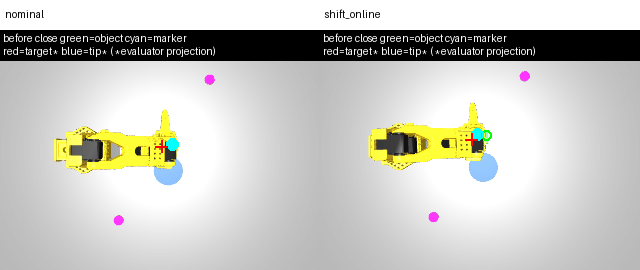 nominal
before close green=object cyan=marker
red=target* blue=tip* (*evaluator projection)
shift_online
before close green=object cyan=marker
red=target* blue=tip* (*evaluator projection)